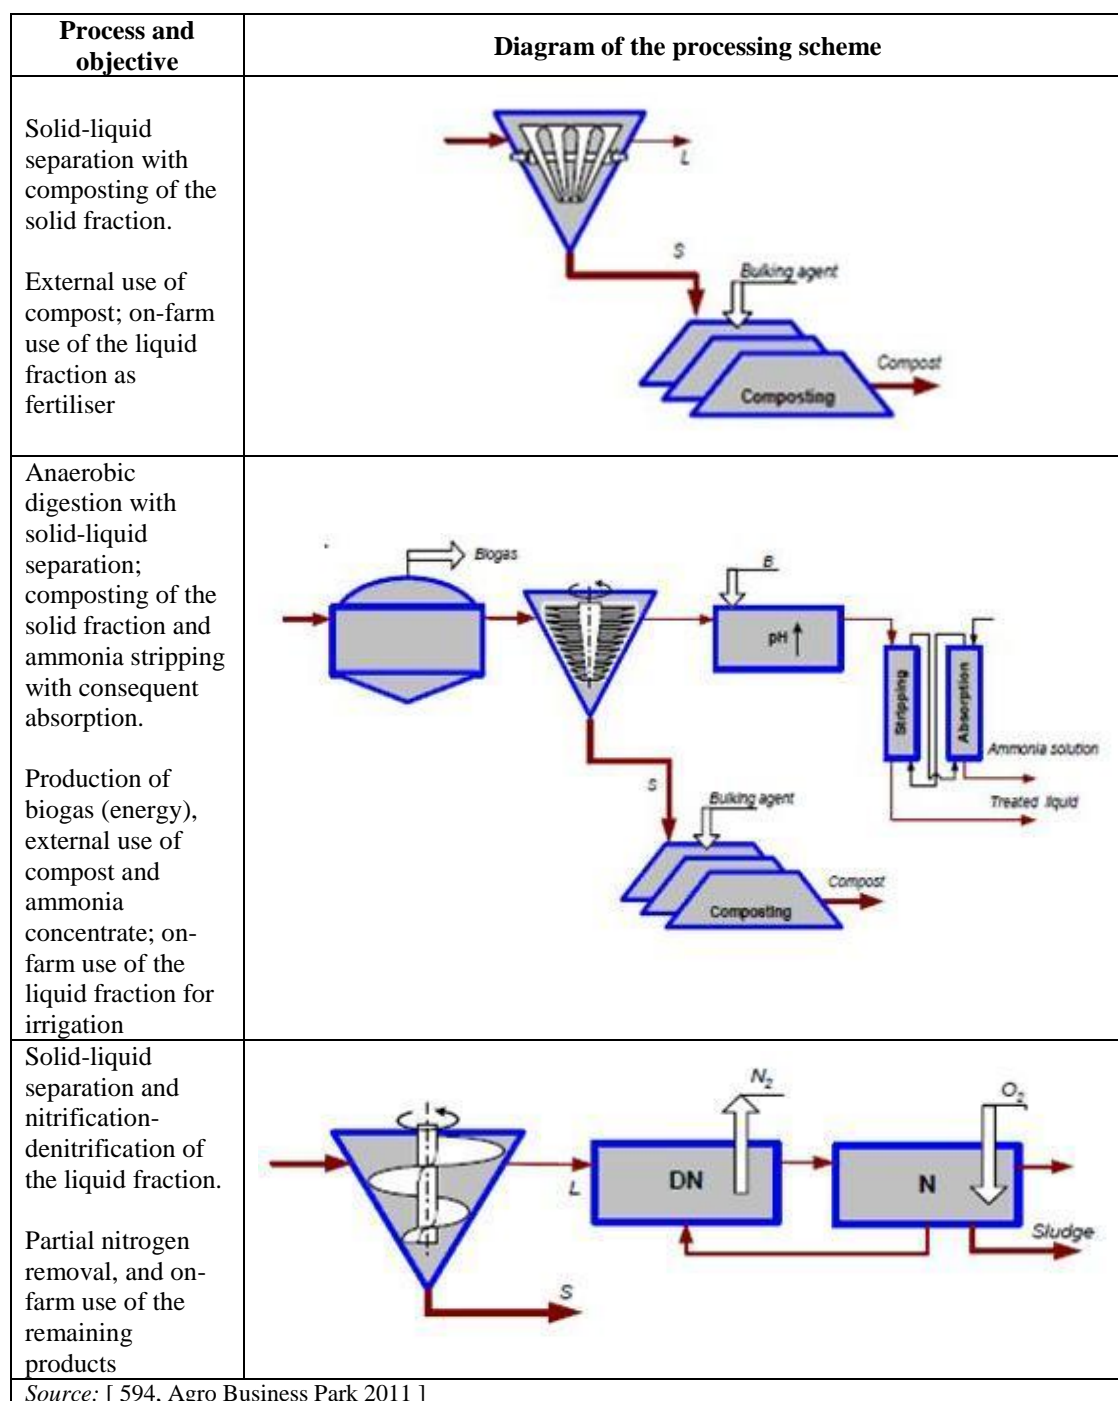 Process and
objective
Diagram of the processing scheme
Solid-liquid
separation with
composting of the
solid fraction.
External use of
compost; on-farm
use of the liquid
fraction as
fertiliser
L
S
Bulking agent
Compost
Composting
Anaerobic
digestion with
solid-liquid
separation;
composting of the
solid fraction and
ammonia stripping
with consequent
absorption.
Production of
biogas (energy),
external use of
compost and
ammonia
concentrate; on-
farm use of the
liquid fraction for
irrigation
Biogas
B
pH
Stripping
Absorption
Ammonia solution
Treated liquid
S
Bulking agent
Compost
Composting
Solid-liquid
separation and
nitrification-
denitrification of
the liquid fraction.
Partial nitrogen
removal, and on-
farm use of the
remaining
products
N2
O2
DN
N
L
Sludge
S
Source: [ 594, Agro Business Park 2011 ]